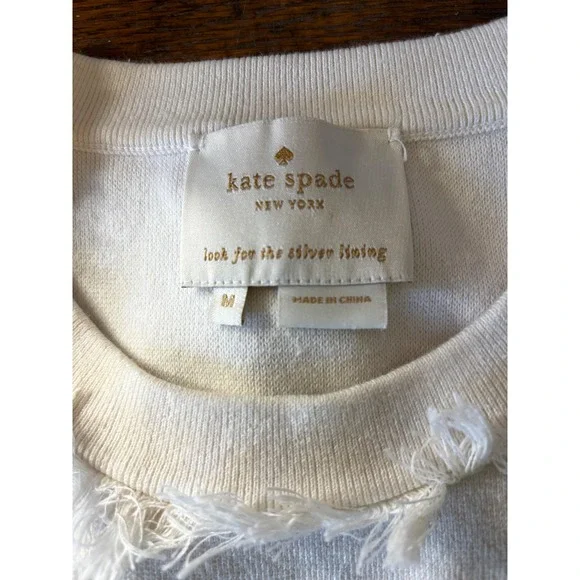 kate spade
NEW YORK
look for the silver lining
M
MADE IN CHINA